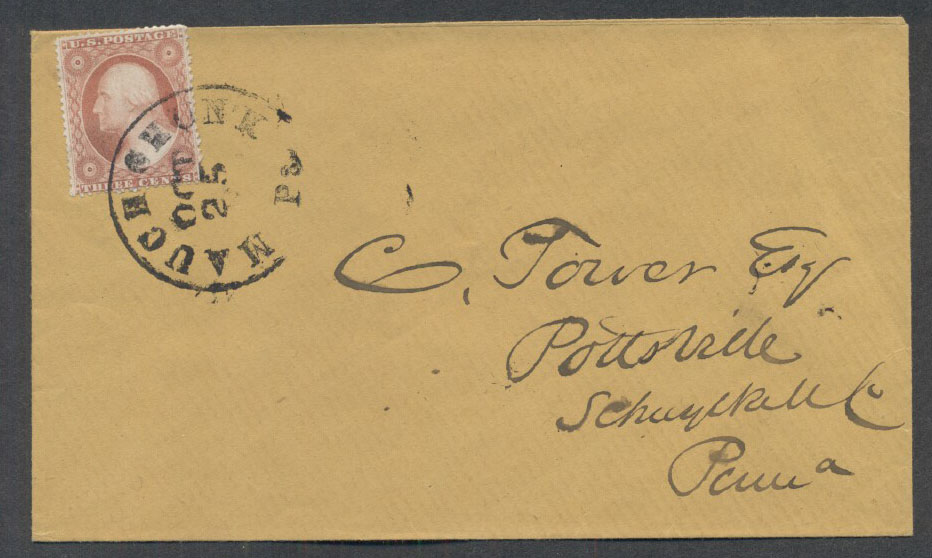 U.S. POSTAGE
THREE CENTS
MAUCH CHUNK Pa
OCT
25
C. Tower Esq
Pottsville
Schuylkill Co
Penna